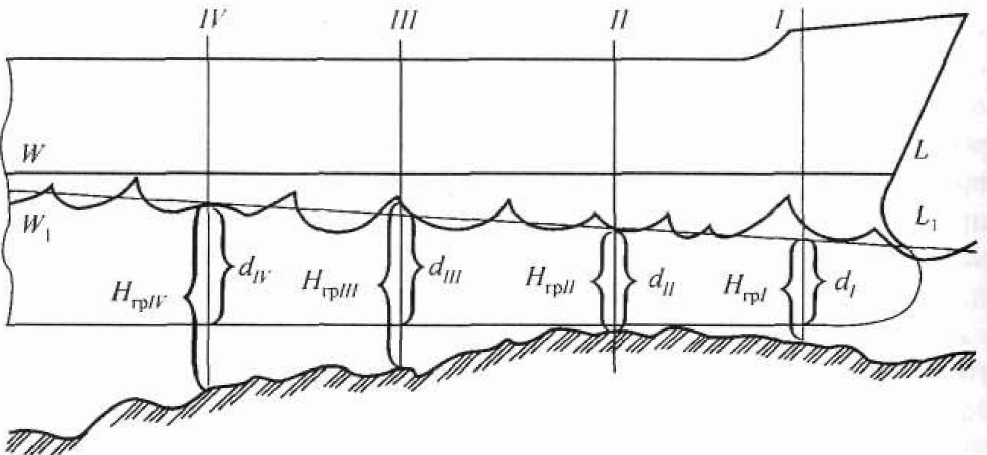 IV III II I
W L
W₁ L₁
HгрIV dIV HгрIII dIII HгрII dII HгрI dI